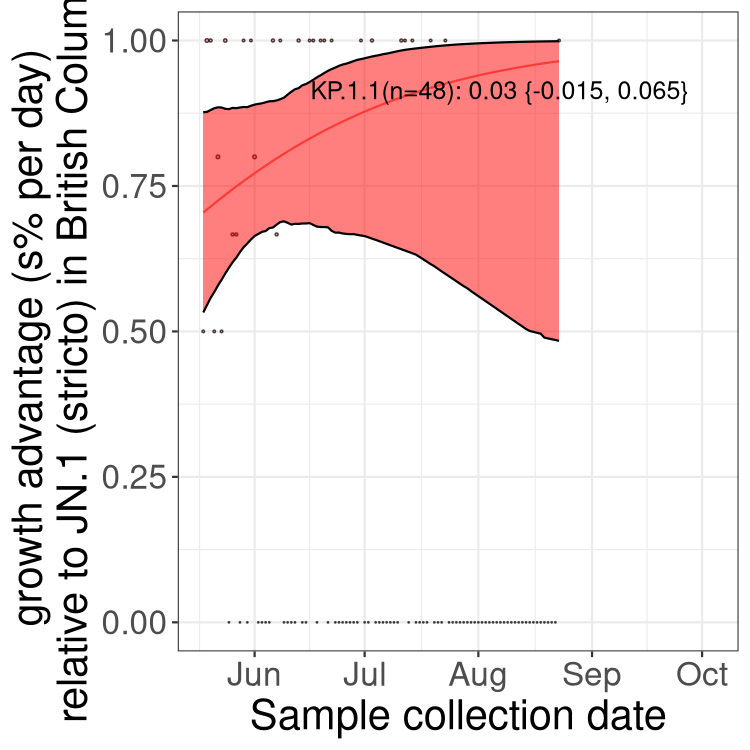 growth advantage (s% per day)
relative to JN.1 (stricto) in British Colum
1.00
0.75
0.50
0.25
0.00
KP.1.1(n=48): 0.03 {-0.015, 0.065}
Jun Jul Aug Sep Oct
Sample collection date